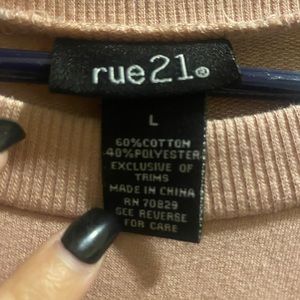 rue21®
L
60%COTTON
40%POLYESTER
EXCLUSIVE OF
TRIMS
MADE IN CHINA
RN 70829
SEE REVERSE
FOR CARE